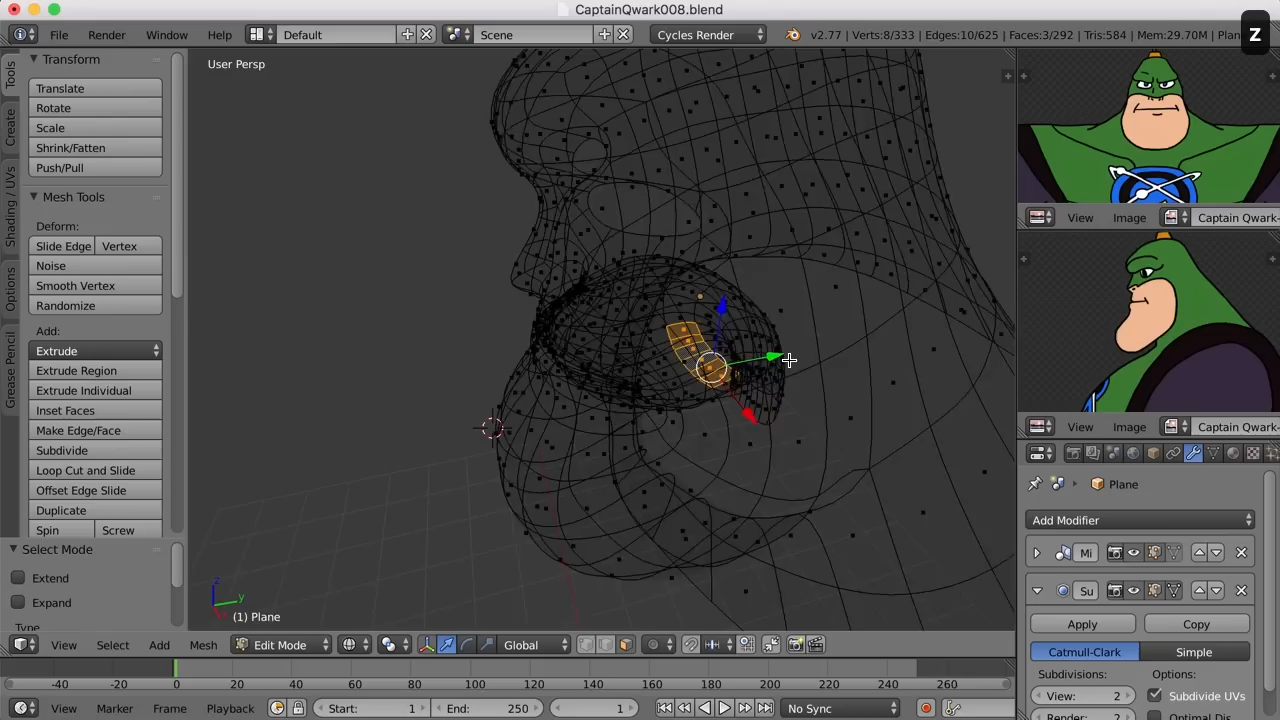 CaptainQwark008.blend
Z
File Render Window Help Default Scene Cycles Render v2.77 | Verts:8/333 | Edges:10/625 | Faces:3/292 | Tris:584 | Mem:29.70M | Plan
Tools
Create
Shading / UVs
Options
Grease Pencil
Transform
Translate
Rotate
Scale
Shrink/Fatten
Push/Pull
Mesh Tools
Deform:
Slide Edge Vertex
Noise
Smooth Vertex
Randomize
Add:
Extrude
Extrude Region
Extrude Individual
Inset Faces
Make Edge/Face
Subdivide
Loop Cut and Slide
Offset Edge Slide
Duplicate
Spin Screw
Select Mode
Extend
Expand
Type
User Persp
z
y
(1) Plane
View Select Add Mesh Edit Mode Global
-40 -20 0 20 40 60 80 100 120 140 160 180 200 220 240 260
View Marker Frame Playback Start: 1 End: 250 1 No Sync
View Image Captain Qwark-
View Image Captain Qwark-
Plane
Add Modifier
Mi
Su
Apply Copy
Catmull-Clark Simple
Subdivisions: Options:
View: 2 Subdivide UVs
Render: 2 Optimal Dis